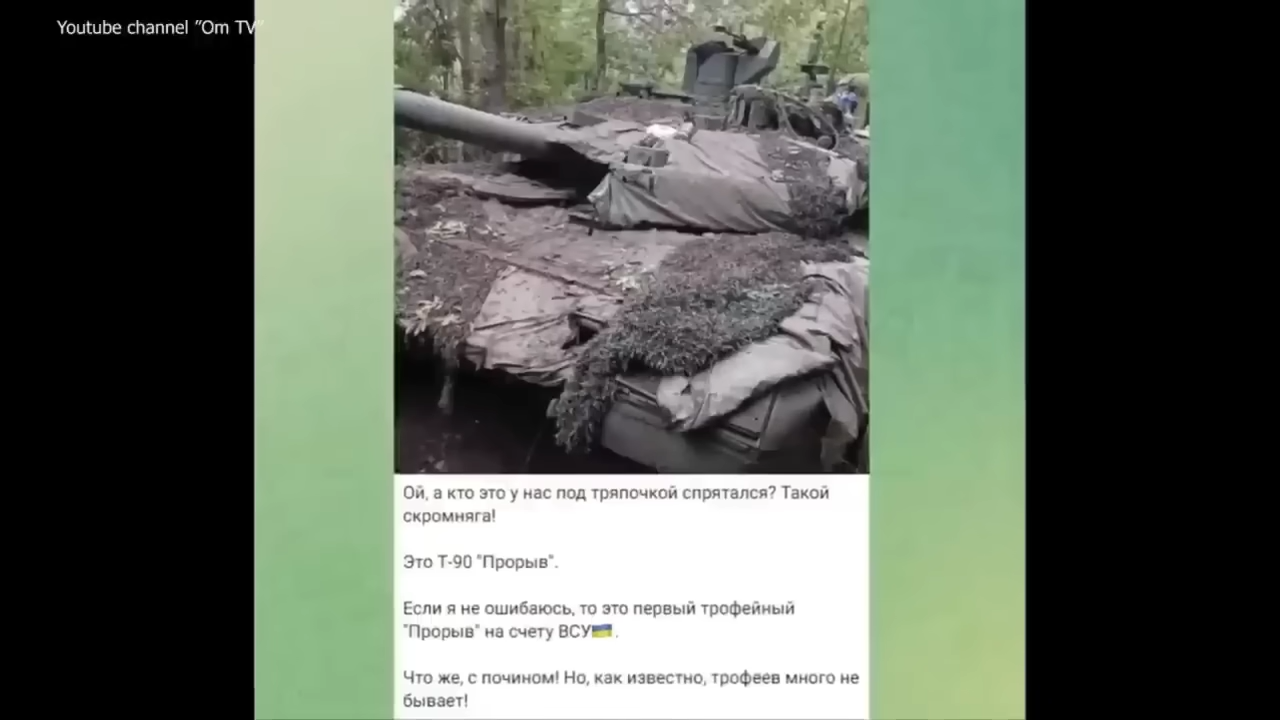 Youtube channel "Om TV"
Ой, а кто это у нас под тряпочкой спрятался? Такой
скромняга!
Это Т-90 "Прорыв".
Если я не ошибаюсь, то это первый трофейный
"Прорыв" на счету ВСУ🇺🇦.
Что же, с почином! Но, как известно, трофеев много не
бывает!